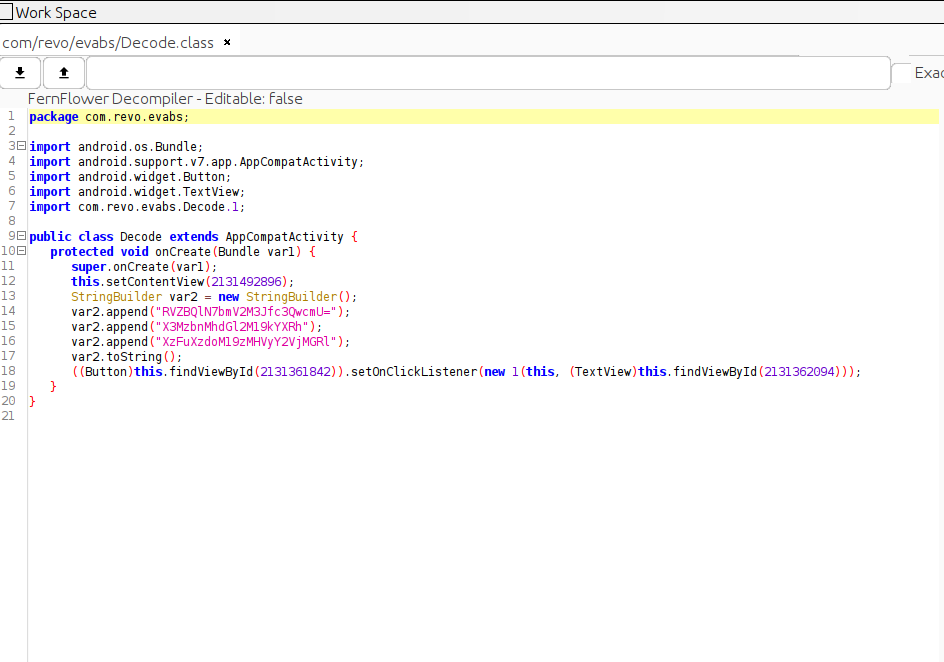 Work Space
com/revo/evabs/Decode.class ×
Exac
FernFlower Decompiler - Editable: false
1 package com.revo.evabs;
2
3 import android.os.Bundle;
4 import android.support.v7.app.AppCompatActivity;
5 import android.widget.Button;
6 import android.widget.TextView;
7 import com.revo.evabs.Decode.1;
8
9 public class Decode extends AppCompatActivity {
10 protected void onCreate(Bundle var1) {
11 super.onCreate(var1);
12 this.setContentView(2131492896);
13 StringBuilder var2 = new StringBuilder();
14 var2.append("RVZBQlN7bmV2M3Jfc3QwcmU=");
15 var2.append("X3MzbnMhdGl2M19kYXRh");
16 var2.append("XzFuXzdoM19zMHVyY2VjMGRl");
17 var2.toString();
18 ((Button)this.findViewById(2131361842)).setOnClickListener(new 1(this, (TextView)this.findViewById(2131362094)));
19 }
20 }
21